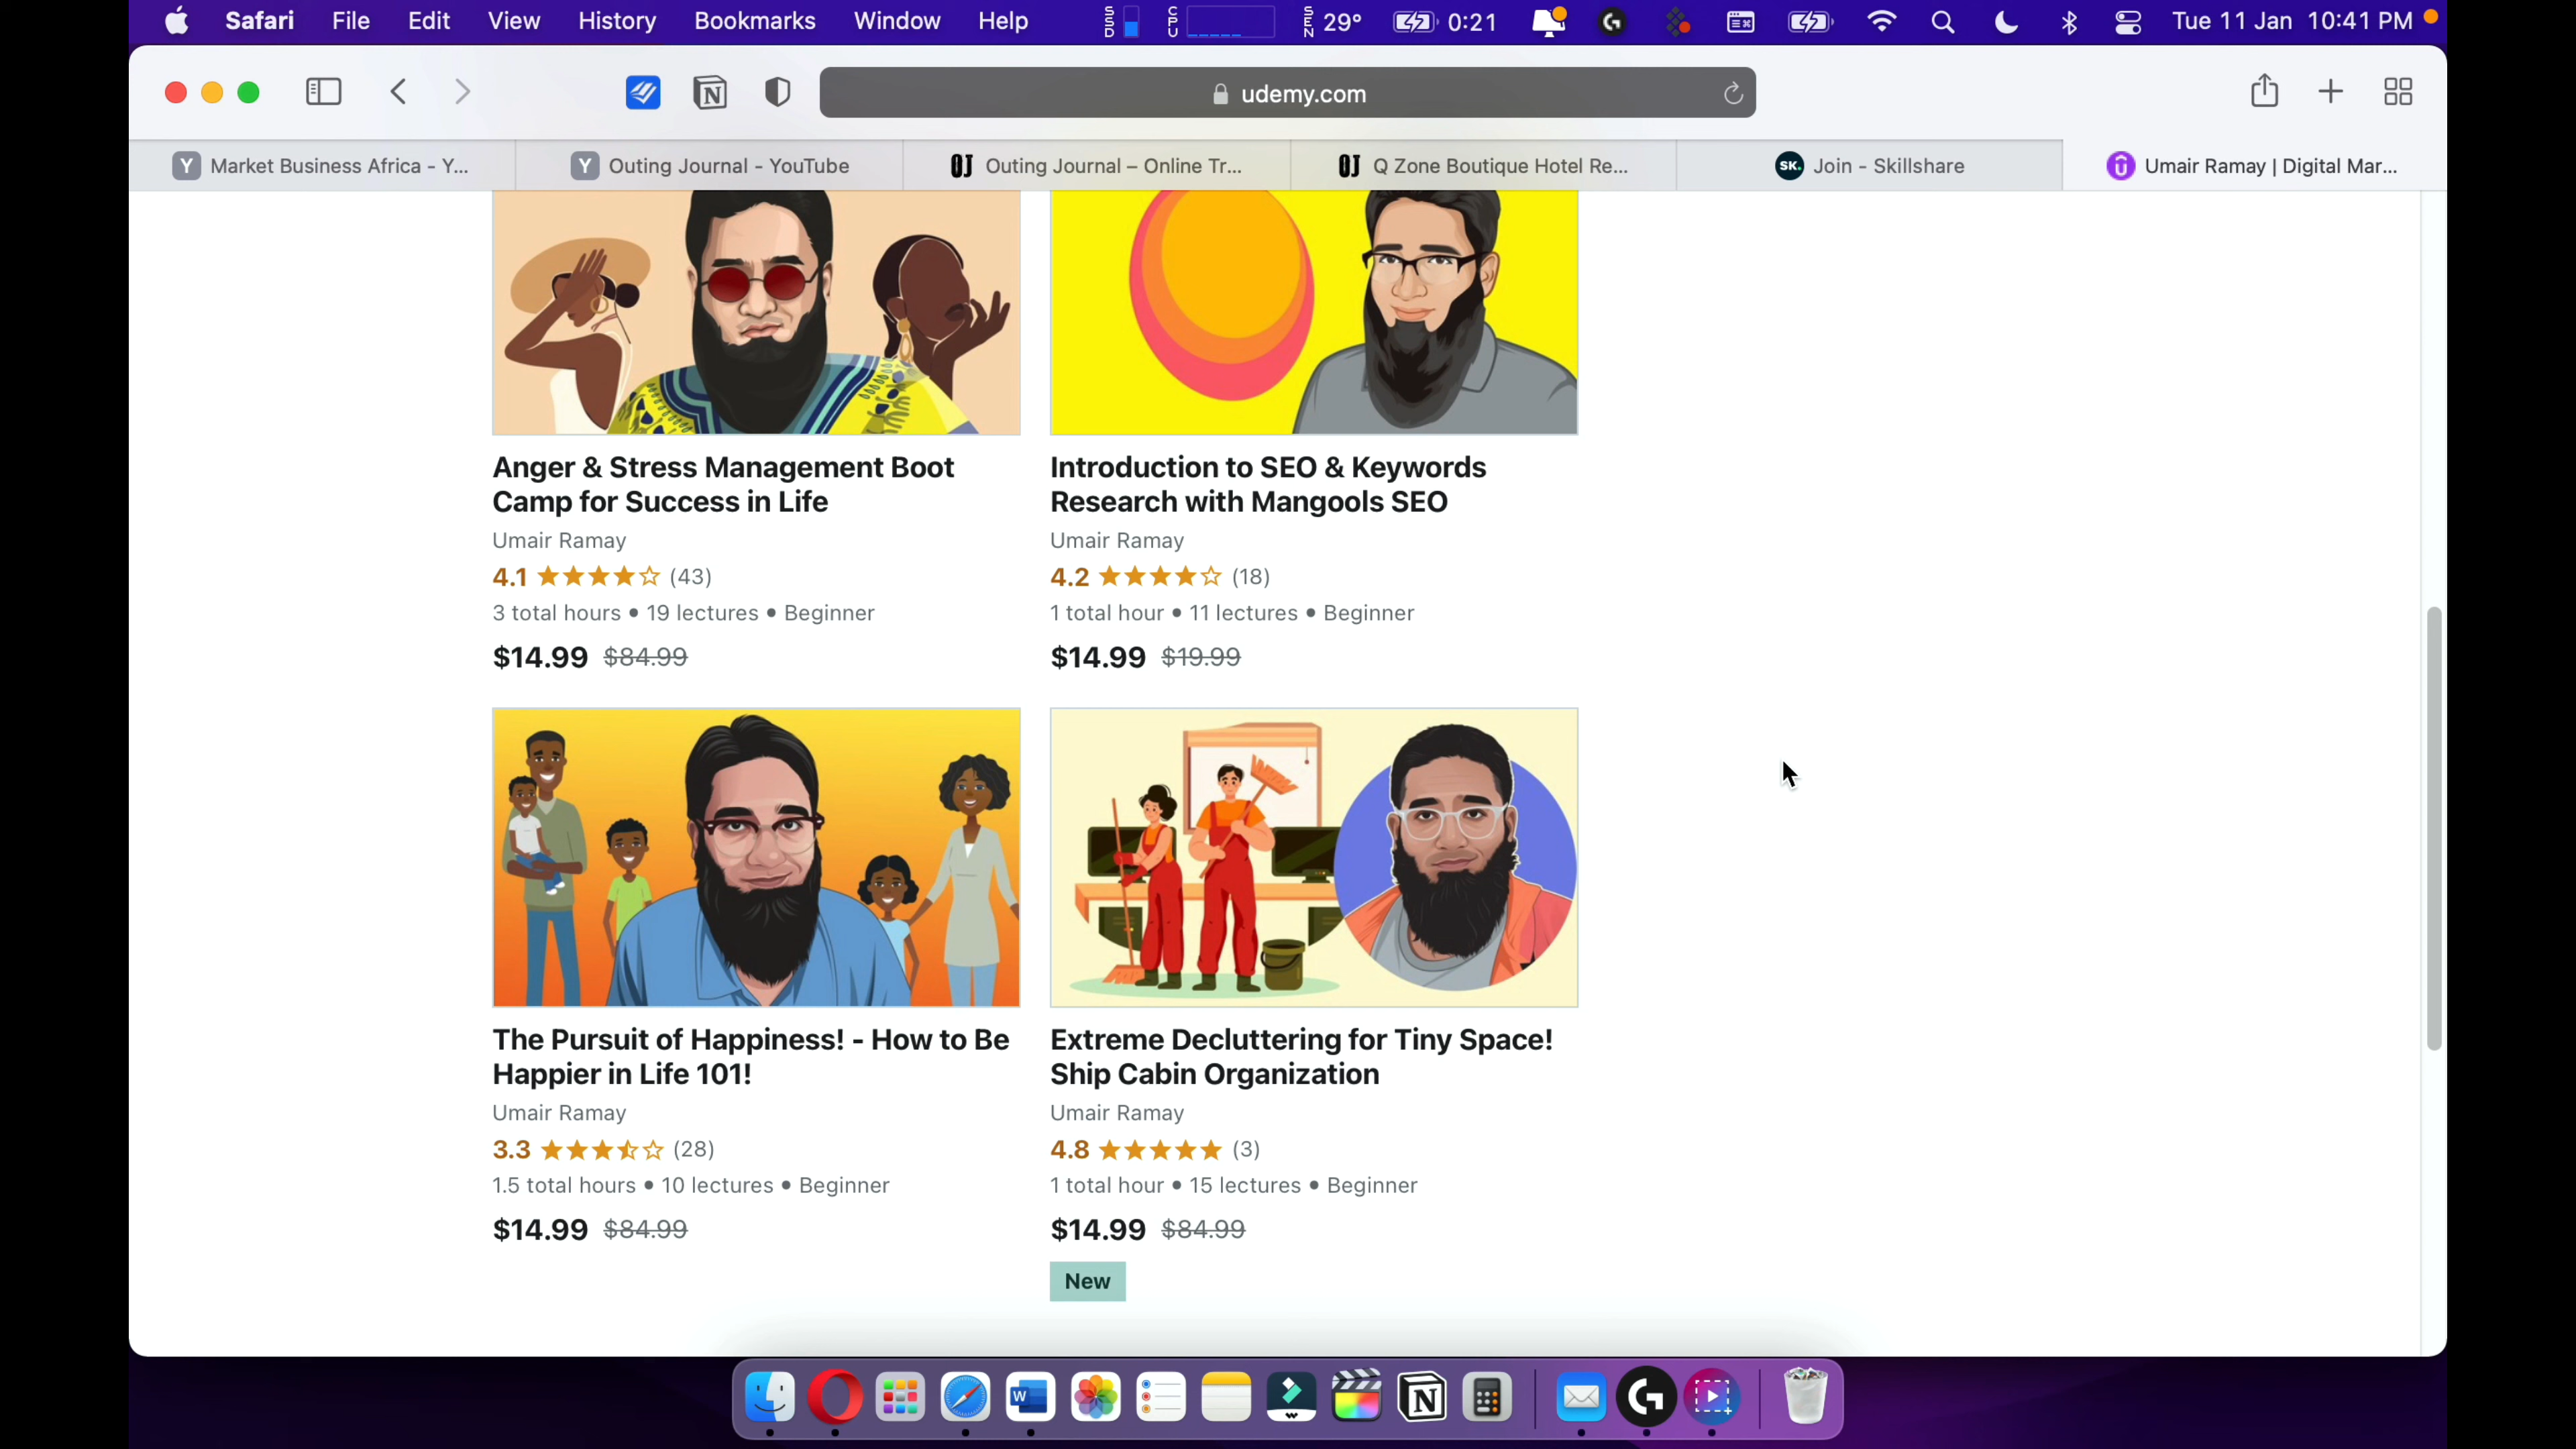 Safari File Edit View History Bookmarks Window Help SSD CPU SEN 29° 0:21 Tue 11 Jan 10:41 PM
udemy.com
Y Market Business Africa - Y... Y Outing Journal - YouTube OJ Outing Journal – Online Tr... OJ Q Zone Boutique Hotel Re... SK. Join - Skillshare Umair Ramay | Digital Mar...
Anger & Stress Management Boot
Camp for Success in Life
Umair Ramay
4.1 (43)
3 total hours • 19 lectures • Beginner
$14.99 $84.99
Introduction to SEO & Keywords
Research with Mangools SEO
Umair Ramay
4.2 (18)
1 total hour • 11 lectures • Beginner
$14.99 $19.99
The Pursuit of Happiness! - How to Be
Happier in Life 101!
Umair Ramay
3.3 (28)
1.5 total hours • 10 lectures • Beginner
$14.99 $84.99
Extreme Decluttering for Tiny Space!
Ship Cabin Organization
Umair Ramay
4.8 (3)
1 total hour • 15 lectures • Beginner
$14.99 $84.99
New